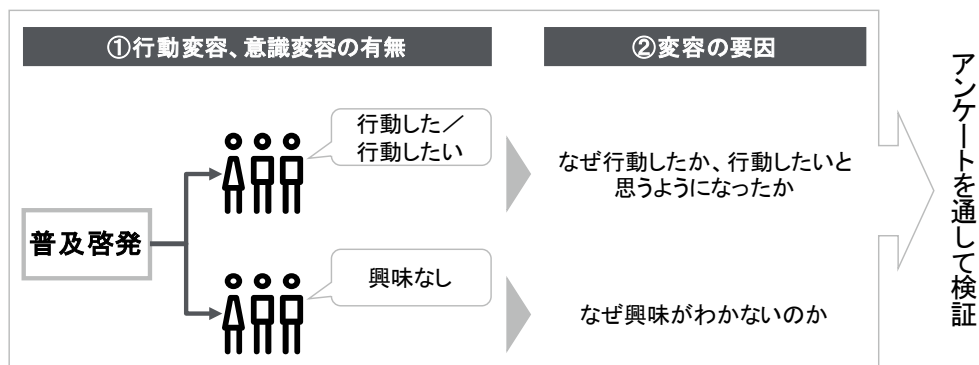 ①行動変容、意識変容の有無
②変容の要因
普及啓発
行動した／
行動したい
なぜ行動したか、行動したいと
思うようになったか
興味なし
なぜ興味がわかないのか
アンケートを通して検証